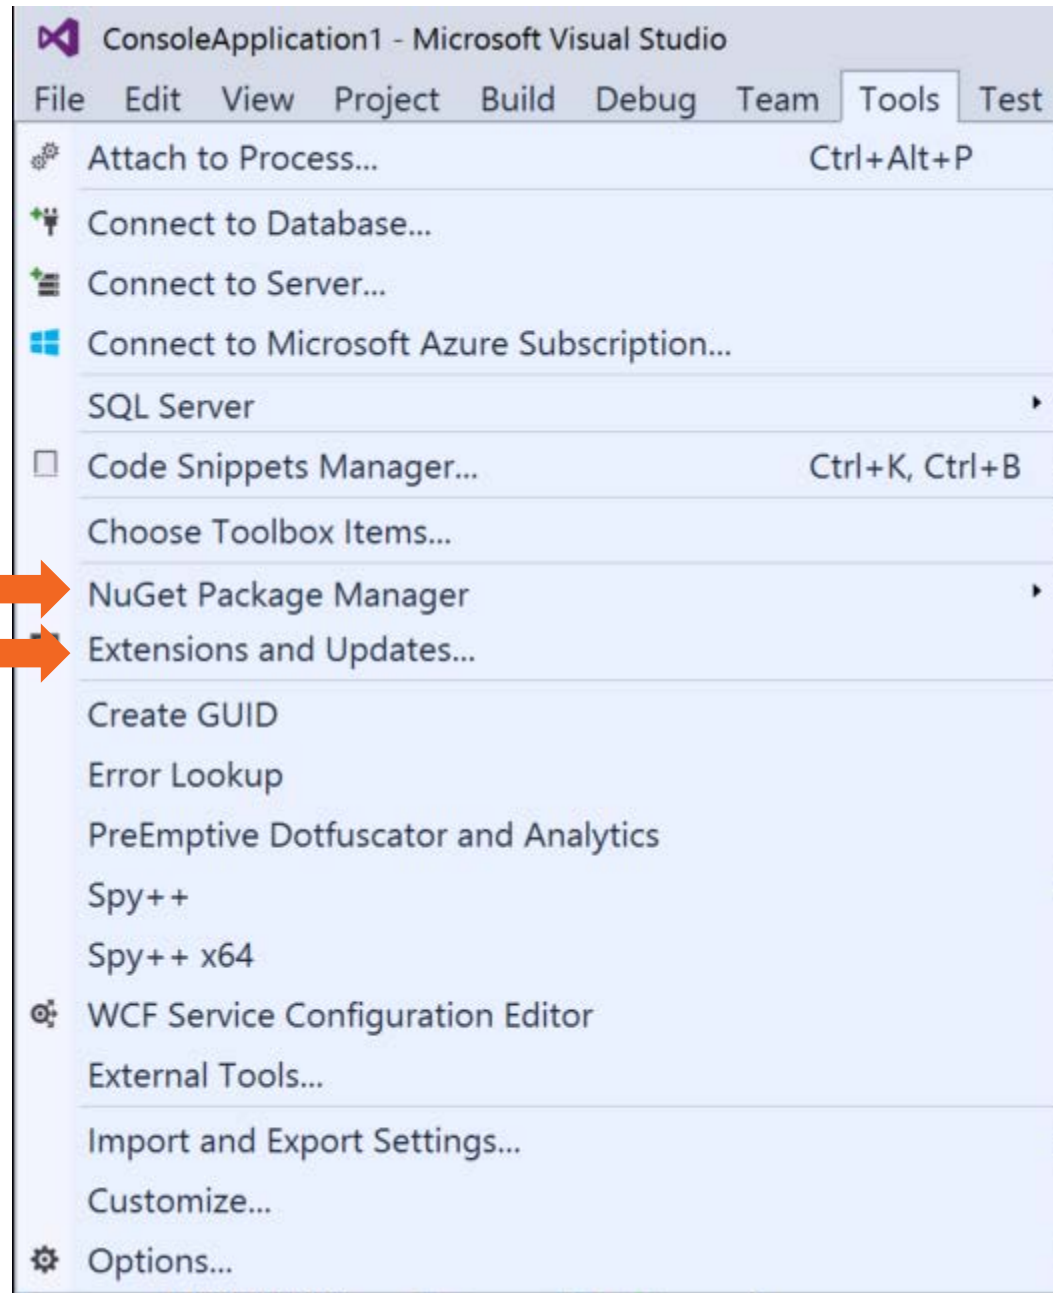 ConsoleApplication1 - Microsoft Visual Studio
File Edit View Project Build Debug Team Tools Test
Attach to Process... Ctrl+Alt+P
Connect to Database...
Connect to Server...
Connect to Microsoft Azure Subscription...
SQL Server
Code Snippets Manager... Ctrl+K, Ctrl+B
Choose Toolbox Items...
NuGet Package Manager
Extensions and Updates...
Create GUID
Error Lookup
PreEmptive Dotfuscator and Analytics
Spy++
Spy++ x64
WCF Service Configuration Editor
External Tools...
Import and Export Settings...
Customize...
Options...